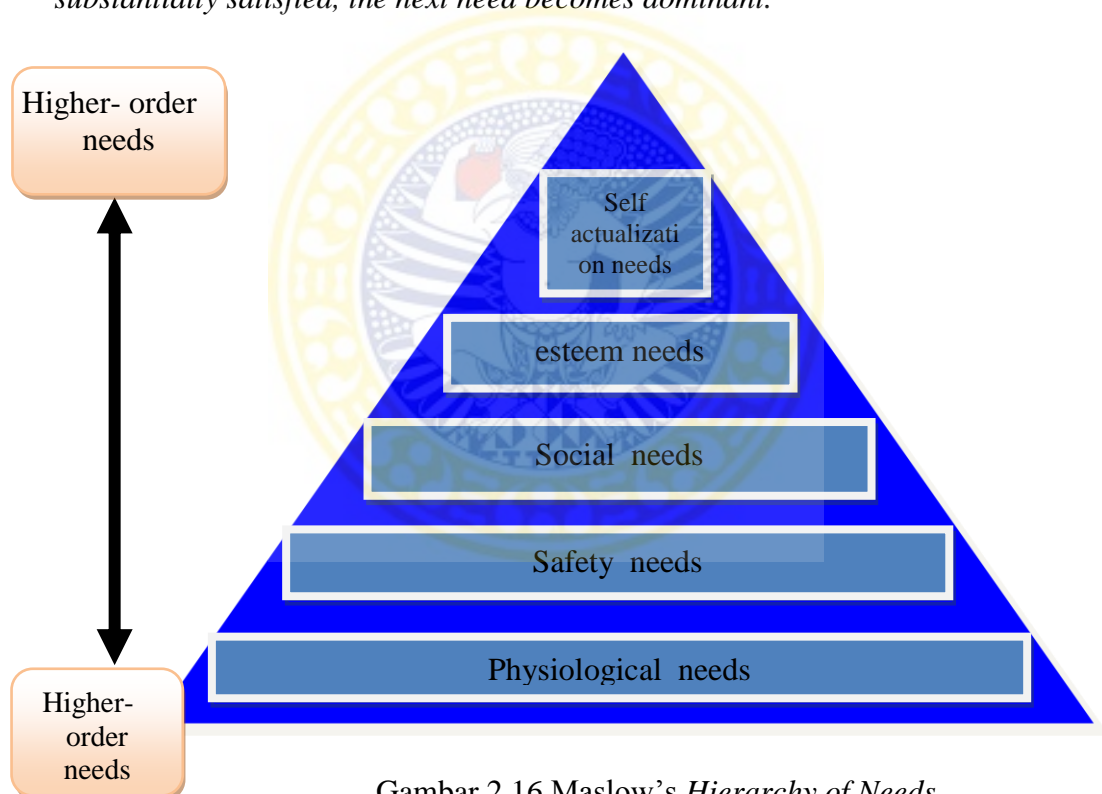 substantially satisfied, the next need becomes dominant.
Higher- order
needs
Self
actualizati
on needs
esteem needs
Social needs
Safety needs
Physiological needs
Higher-
order
needs
Gambar 2.16 Maslow's Hierarchy of Needs